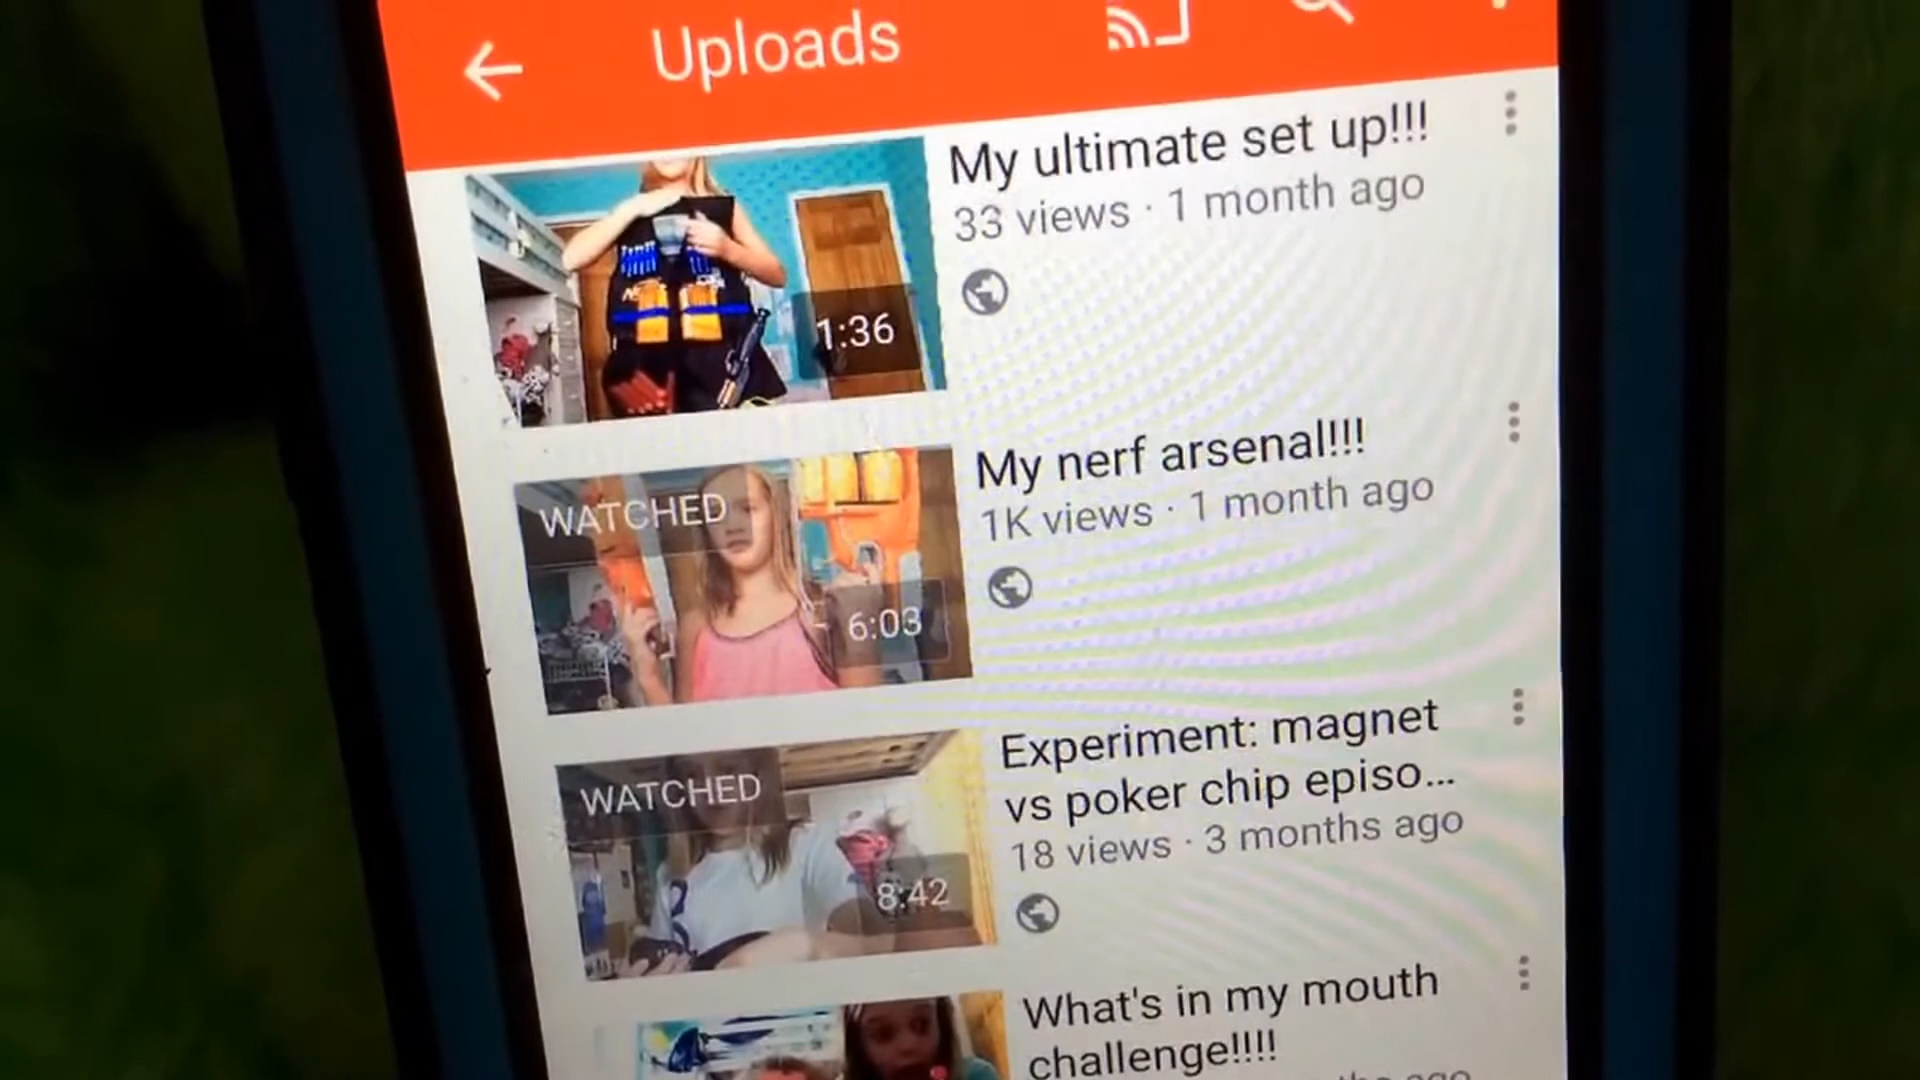 Uploads
My ultimate set up!!!
33 views · 1 month ago
1:36
My nerf arsenal!!!
WATCHED
1K views · 1 month ago
6:03
Experiment: magnet
WATCHED
vs poker chip episo...
18 views · 3 months ago
8:42
What's in my mouth
challenge!!!!
ago